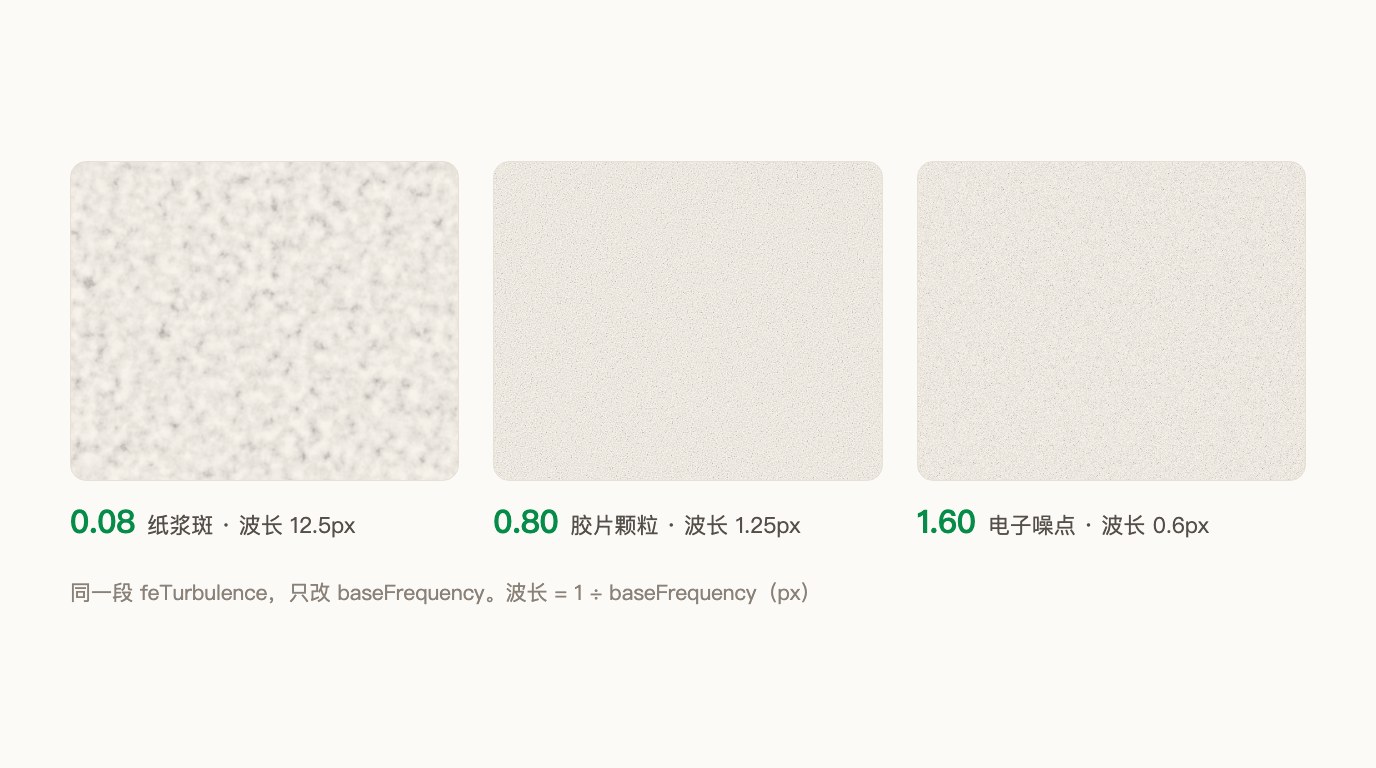 0.08 纸浆斑 · 波长 12.5px
0.80 胶片颗粒 · 波长 1.25px
1.60 电子噪点 · 波长 0.6px
同一段 feTurbulence，只改 baseFrequency。波长 = 1 ÷ baseFrequency（px）